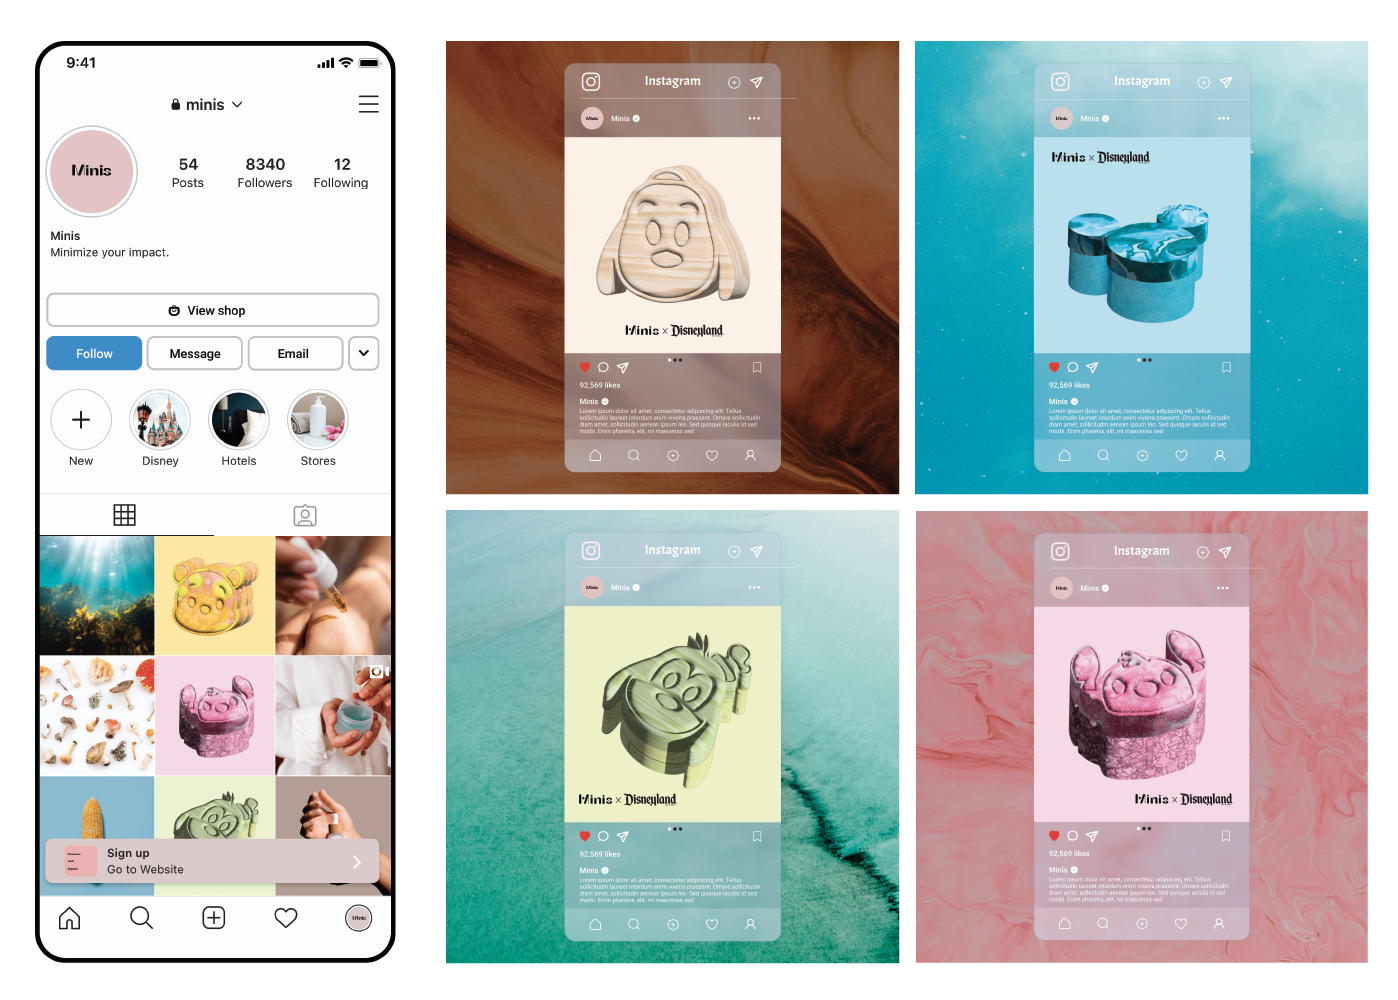 9:41
minis
Minis
54
8340
12
Posts
Followers
Following
Minis
Minimize your impact.
View shop
Follow
Message
Email
New
Disney
Hotels
Stores
Sign up
Go to Website
Minis
Instagram
Minis
Minis
Minis × Disneyland
92,569 likes
Minis
Lorem ipsum dolor sit amet, consectetur adipiscing elit. Tellus
sollicitudin laoreet interdum enim viverra praesent. Ornare sollicitudin
diam amet, sollicitudin aenean ipsum leo. Sed quisque iaculis id sed
morbi. Enim pharetra, elit, mi maecenas sed
Instagram
Minis
Minis
Minis × Disneyland
92,569 likes
Minis
Lorem ipsum dolor sit amet, consectetur adipiscing elit. Tellus
sollicitudin laoreet interdum enim viverra praesent. Ornare sollicitudin
diam amet, sollicitudin aenean ipsum leo. Sed quisque iaculis id sed
morbi. Enim pharetra, elit, mi maecenas sed
Instagram
Minis
Minis
Minis × Disneyland
92,569 likes
Minis
Lorem ipsum dolor sit amet, consectetur adipiscing elit. Tellus
sollicitudin laoreet interdum enim viverra praesent. Ornare sollicitudin
diam amet, sollicitudin aenean ipsum leo. Sed quisque iaculis id sed
morbi. Enim pharetra, elit, mi maecenas sed
Instagram
Minis
Minis
Minis × Disneyland
92,569 likes
Minis
Lorem ipsum dolor sit amet, consectetur adipiscing elit. Tellus
sollicitudin laoreet interdum enim viverra praesent. Ornare sollicitudin
diam amet, sollicitudin aenean ipsum leo. Sed quisque iaculis id sed
morbi. Enim pharetra, elit, mi maecenas sed